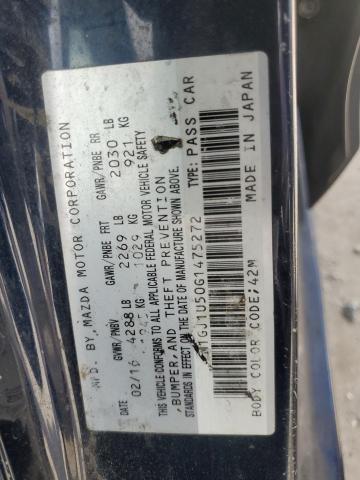 MFD. BY MAZDA MOTOR CORPORATION
DATE GVWR/PNBV GAWR/PNBE FRT GAWR/PNBE RR
02/16 4288 LB 2269 LB 2030 LB
KG 1029 KG 921 KG
THIS VEHICLE CONFORMS TO ALL APPLICABLE FEDERAL MOTOR VEHICLE SAFETY
, BUMPER, AND THEFT PREVENTION
STANDARDS IN EFFECT ON THE DATE OF MANUFACTURE SHOWN ABOVE.
1GJ1U50G1475272 TYPE: PASS CAR
BODY COLOR CODE: 42M MADE IN JAPAN